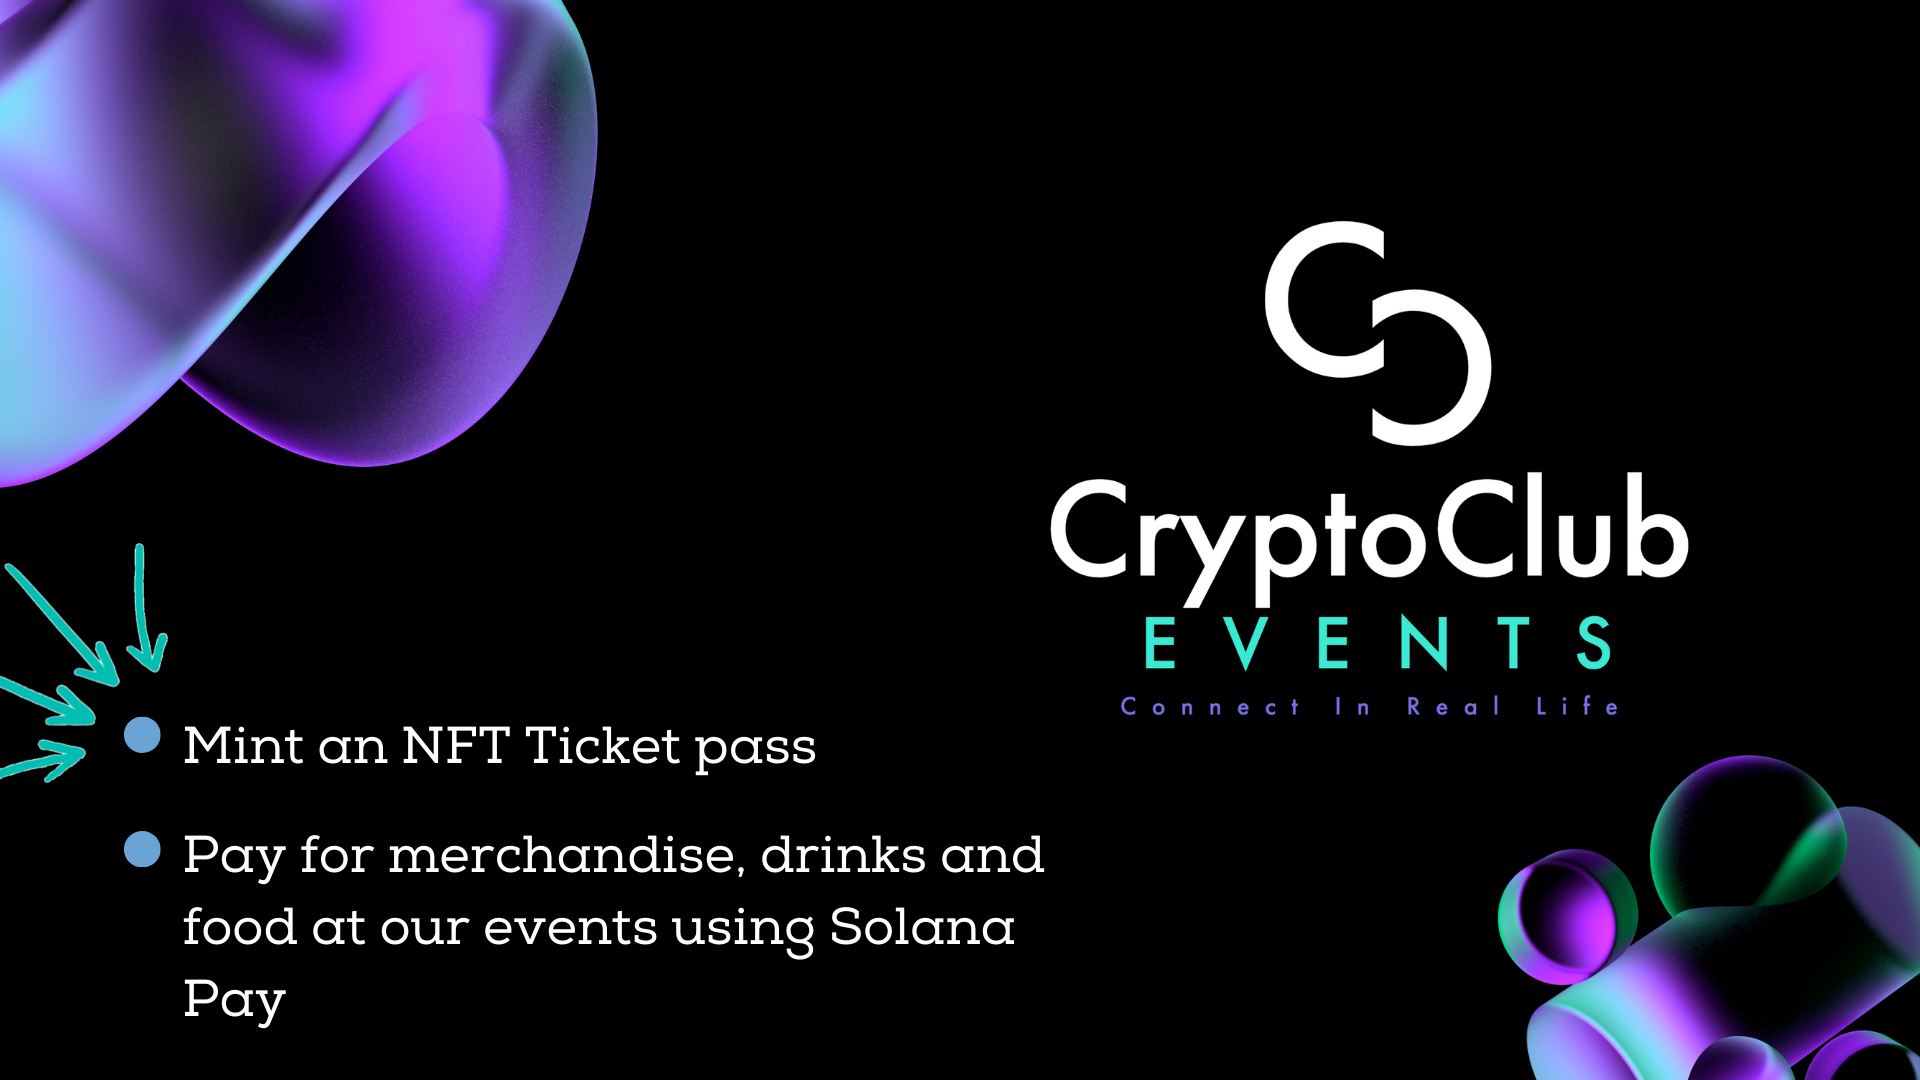 CryptoClub
EVENTS
Connect In Real Life
Mint an NFT Ticket pass
Pay for merchandise, drinks and
food at our events using Solana
Pay